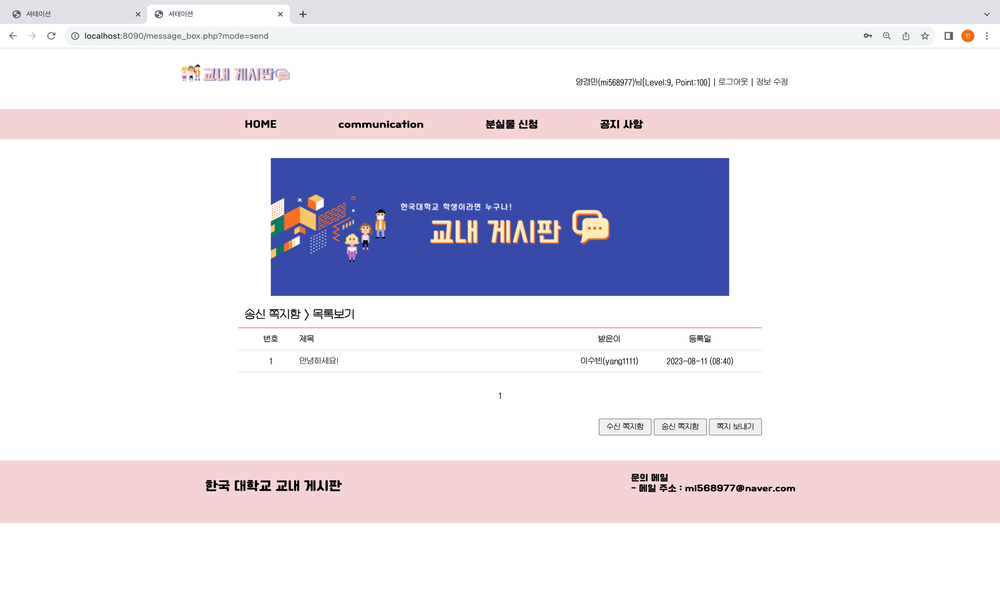 셔테이션
셔테이션
localhost:8090/message_box.php?mode=send
민
교내 게시판
양경민(mi568977)님[Level:9, Point:100] | 로그아웃 | 정보 수정
HOME communication 분실물 신청 공지 사항
한국대학교 학생이라면 누구나!
교내 게시판
송신 쪽지함 > 목록보기
번호 제목 받은이 등록일
1 안녕하세요! 이수빈(yang1111) 2023-08-11 (08:40)
1
수신 쪽지함 송신 쪽지함 쪽지 보내기
한국 대학교 교내 게시판
문의 메일
- 메일 주소 : mi568977@naver.com